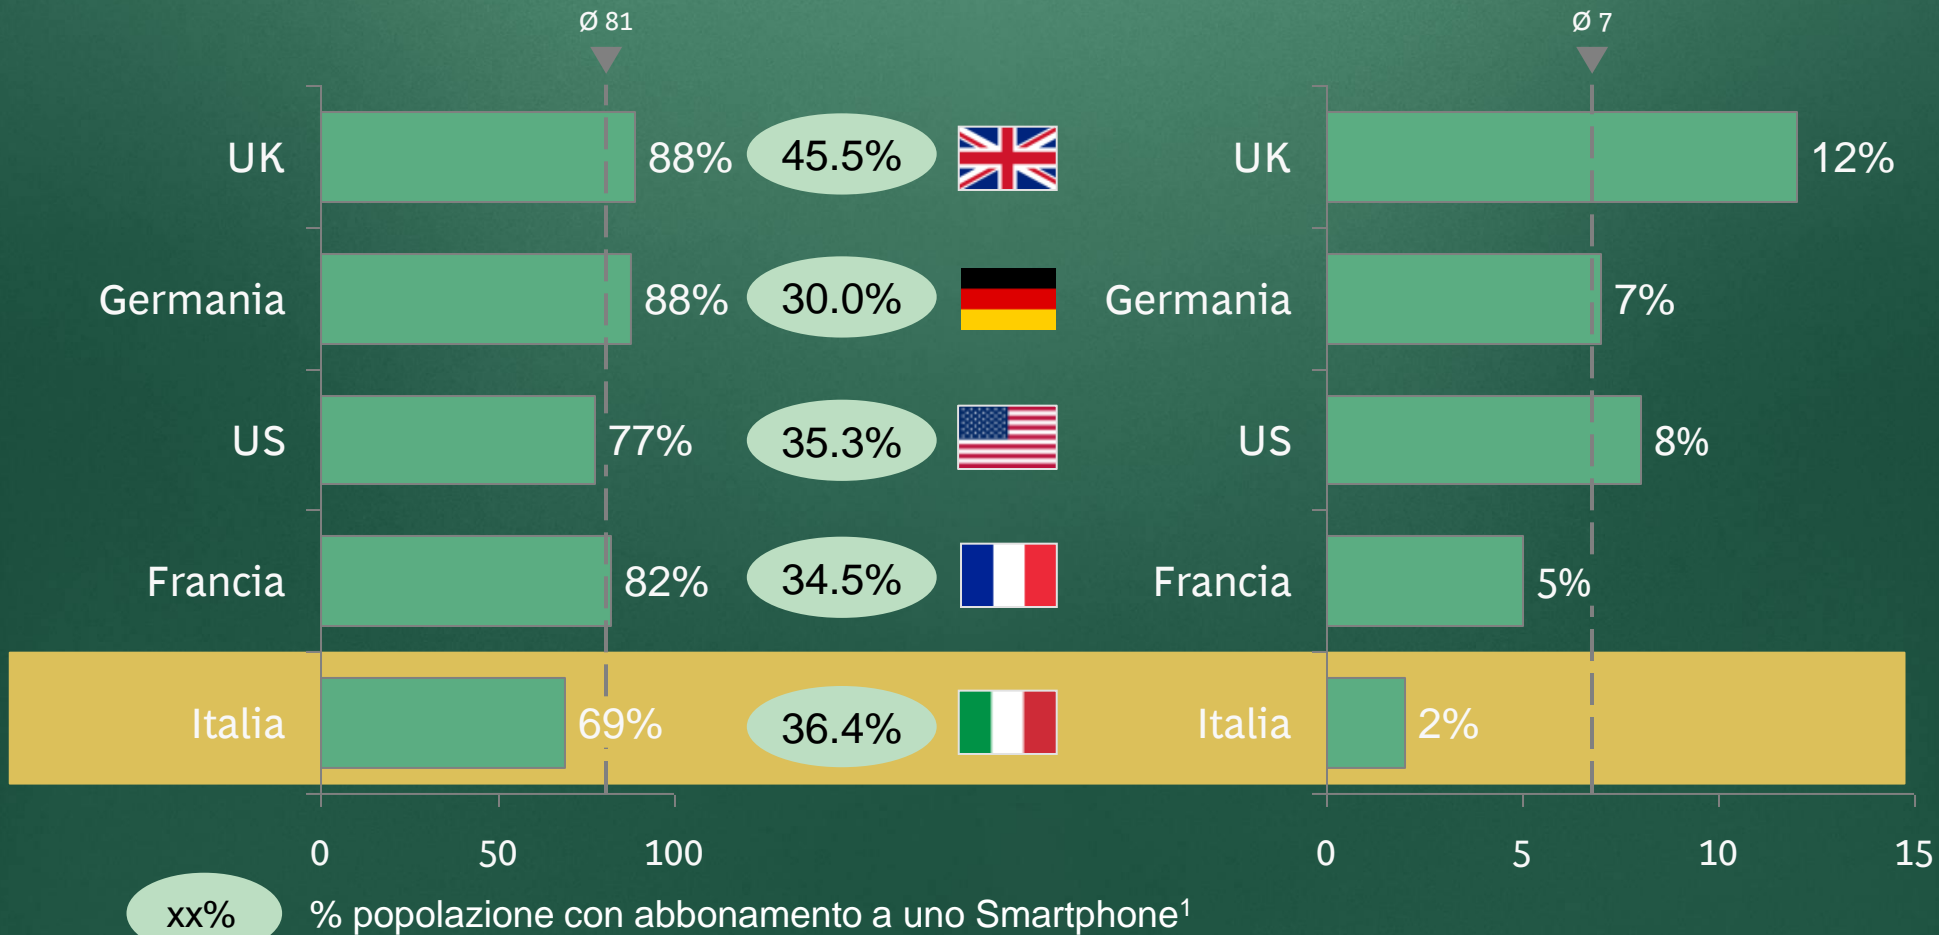 Ø 81
Ø 7
UK 88% 45.5% UK 12%
Germania 88% 30.0% Germania 7%
US 77% 35.3% US 8%
Francia 82% 34.5% Francia 5%
Italia 69% 36.4% Italia 2%
0 50 100 0 5 10 15
xx% % popolazione con abbonamento a uno Smartphone¹